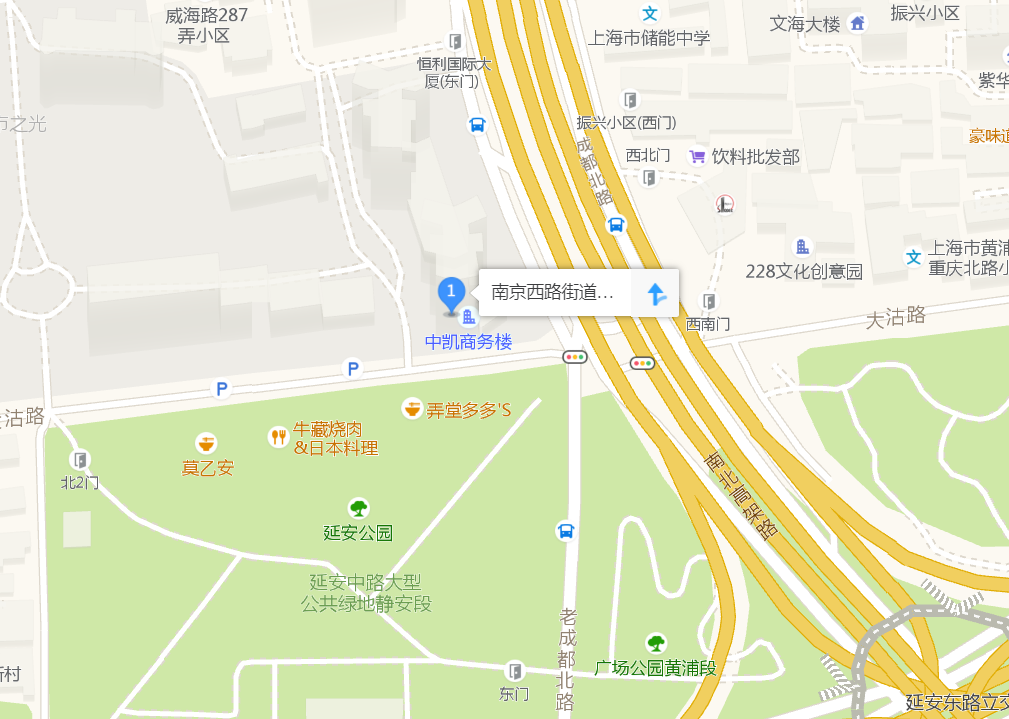 威海路287
弄小区
恒利国际大
厦(东门)
文
上海市储能中学
文海大楼
振兴小区
紫华
市之光
振兴小区(西门)
豪味道
成都北路
西北门
饮料批发部
228文化创意园
文
上海市黄浦
重庆北路小
1
南京西路街道...
中凯商务楼
西南门
大沽路
P
P
大沽路
弄堂多多'S
牛藏烧肉
&日本料理
莫乙安
北2门
延安公园
南北高架路
延安中路大型
公共绿地静安段
老成都北路
广场公园黄浦段
新村
东门
延安东路立交